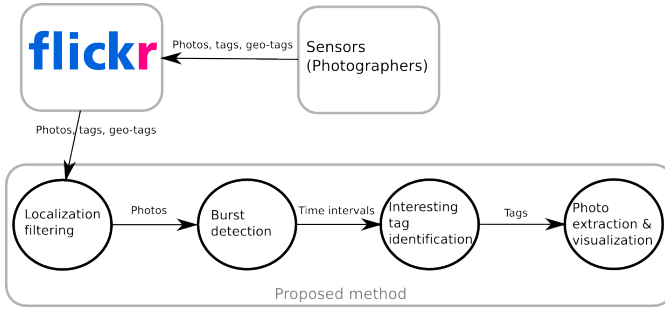 flickr
Photos, tags, geo-tags
Sensors
(Photographers)
Photos, tags, geo-tags
Localization
filtering
Photos
Burst
detection
Time intervals
Interesting
tag
identification
Tags
Photo
extraction &
visualization
Proposed method